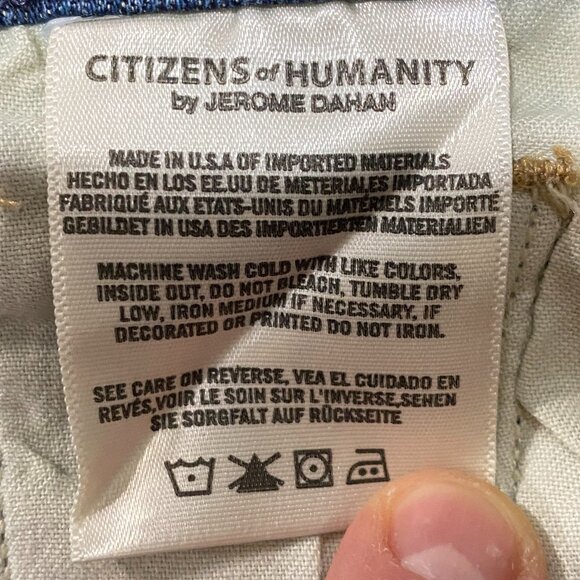 CITIZENS of HUMANITY
by JEROME DAHAN
MADE IN U.S.A OF IMPORTED MATERIALS
HECHO EN LOS EE.UU DE METERIALES IMPORTADA
FABRIQUÉ AUX ETATS-UNIS DU MATÉRIELS IMPORTÉ
GEBILDET IN USA DES IMPORTIERTEN MATERIALIEN
MACHINE WASH COLD WITH LIKE COLORS,
INSIDE OUT, DO NOT BLEACH, TUMBLE DRY
LOW, IRON MEDIUM IF NECESSARY, IF
DECORATED OR PRINTED DO NOT IRON.
SEE CARE ON REVERSE, VEA EL CUIDADO EN
REVÉS,VOIR LE SOIN SUR L'INVERSE,SEHEN
SIE SORGFALT AUF RÜCKSEITE